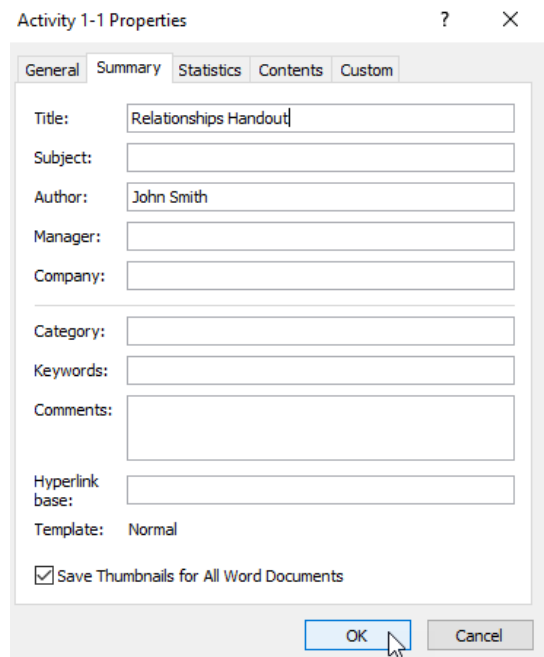 Activity 1-1 Properties ?
General Summary Statistics Contents Custom
Title: Relationships Handout
Subject:
Author: John Smith
Manager:
Company:
Category:
Keywords:
Comments:
Hyperlink
base:
Template: Normal
Save Thumbnails for All Word Documents
OK Cancel